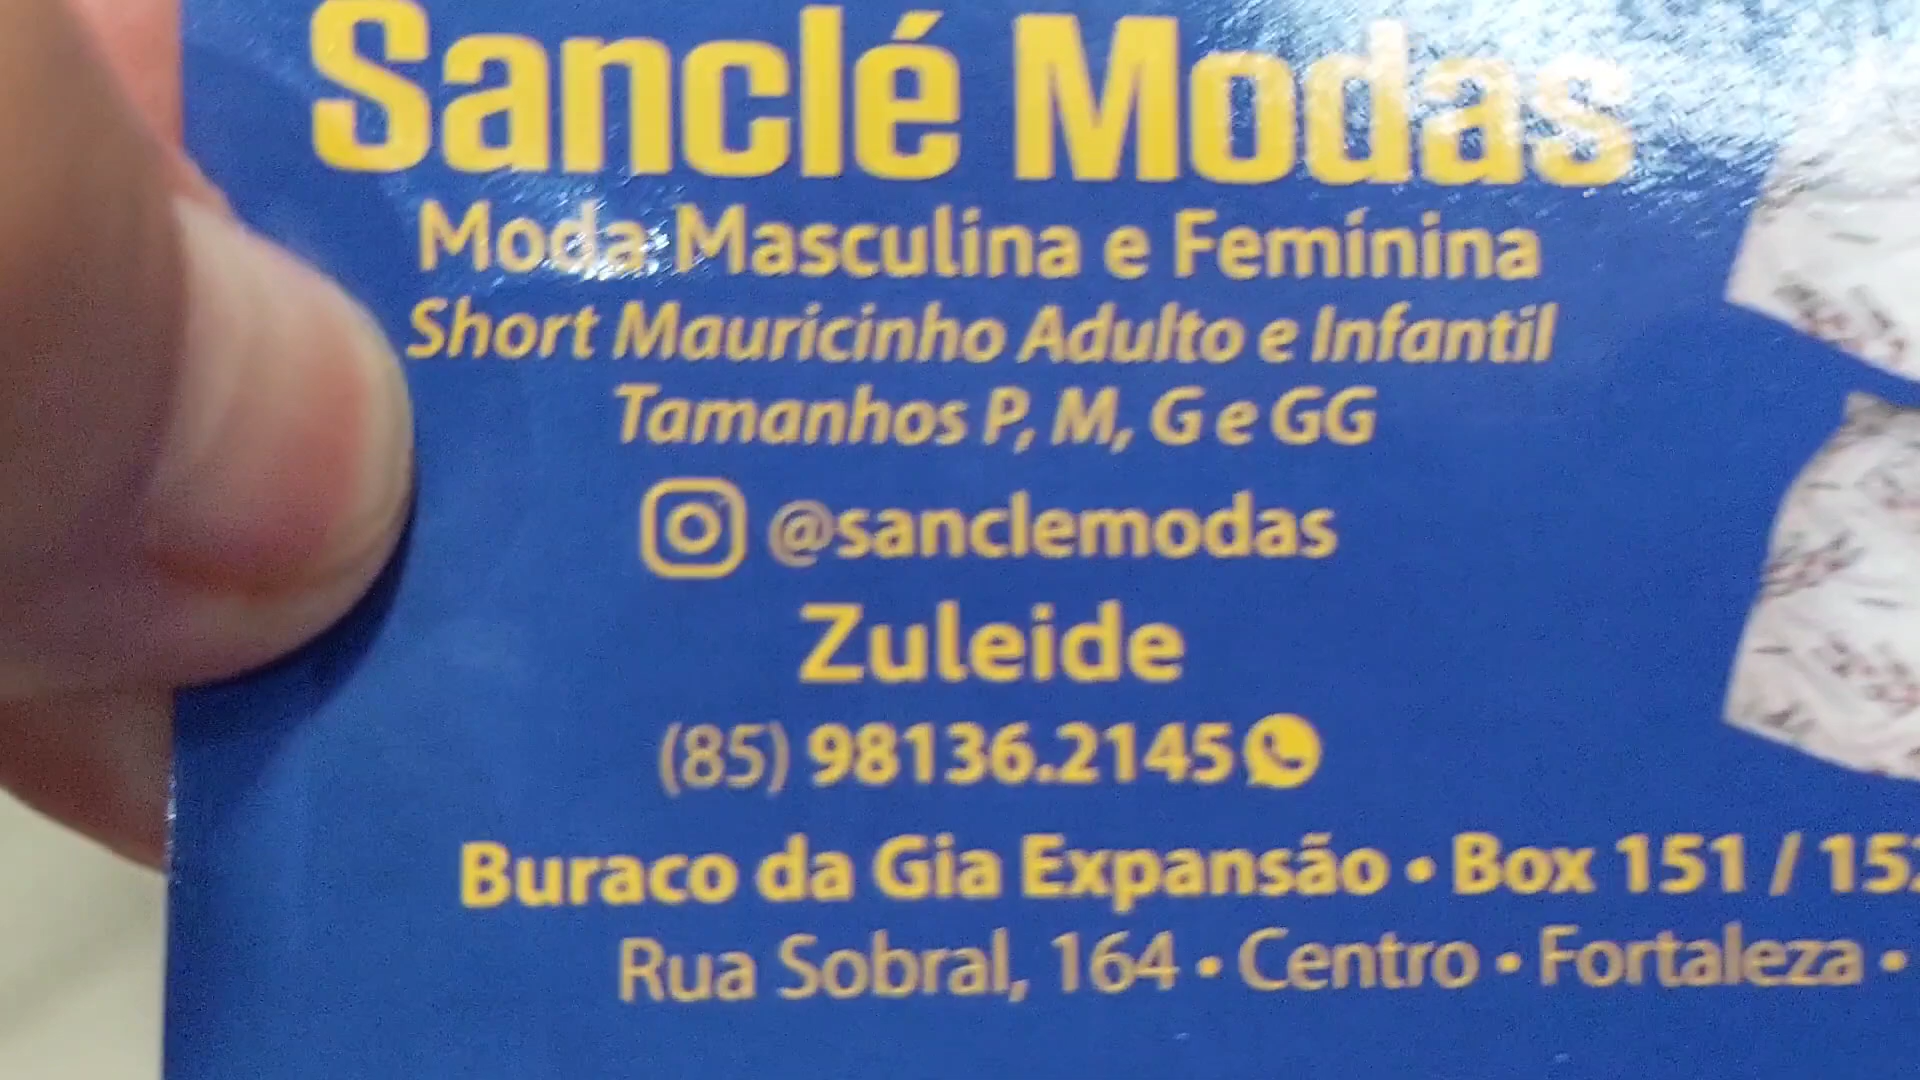 Sanclé Modas
Moda Masculina e Feminina
Short Mauricinho Adulto e Infantil
Tamanhos P, M, G e GG
@sanclemodas
Zuleide
(85) 98136.2145
Buraco da Gia Expansão • Box 151 / 152
Rua Sobral, 164 • Centro • Fortaleza •